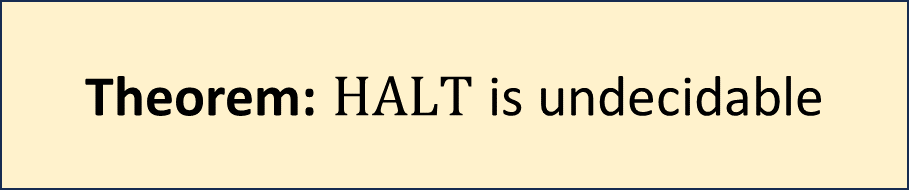 Theorem: HALT is undecidable